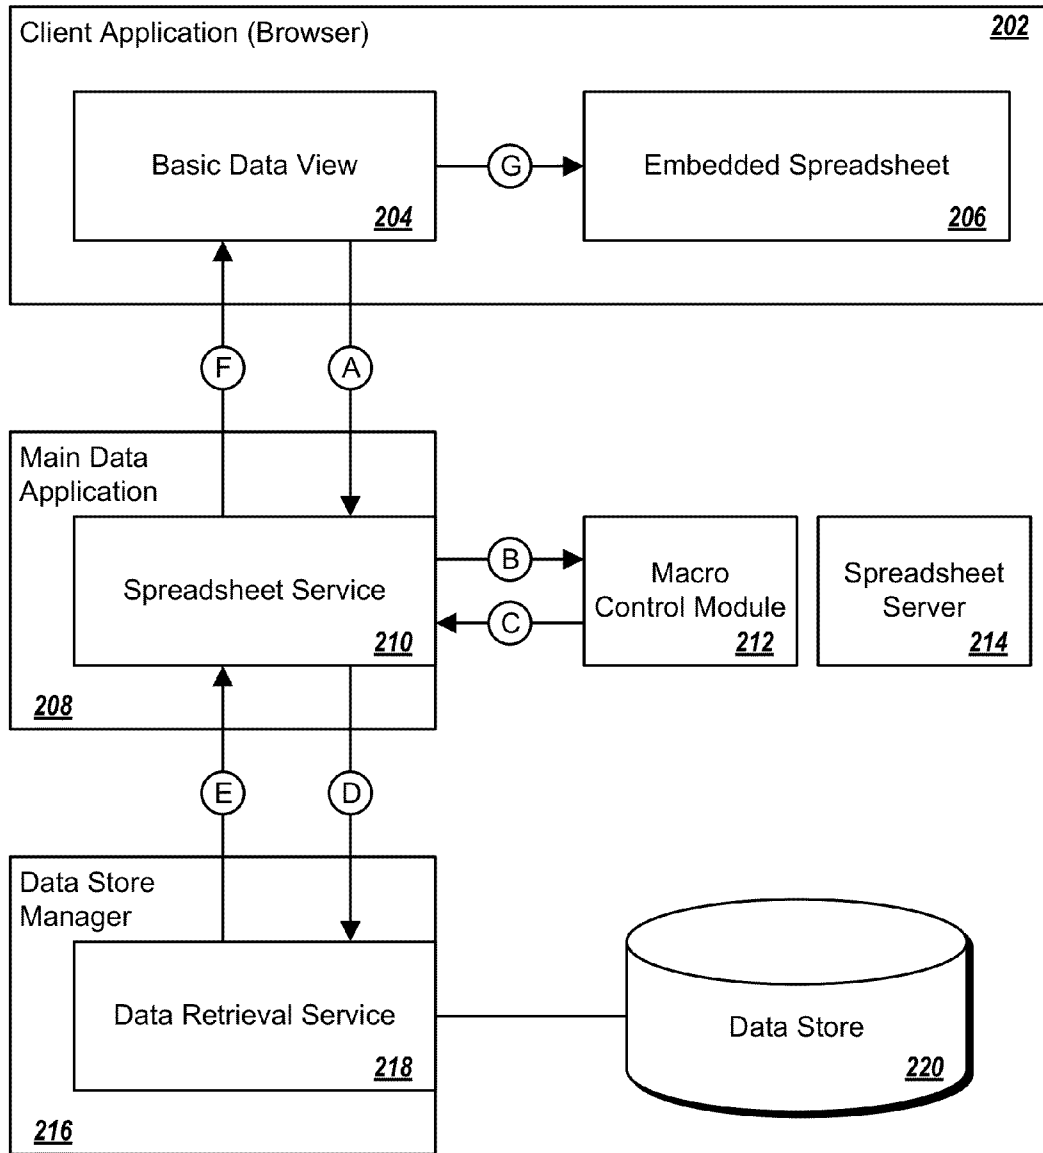 Client Application (Browser)
202
Basic Data View
204
G
Embedded Spreadsheet
206
F
A
Main Data
Application
Spreadsheet Service
210
208
B
C
Macro
Control Module
212
Spreadsheet
Server
214
E
D
Data Store
Manager
Data Retrieval Service
218
216
Data Store
220